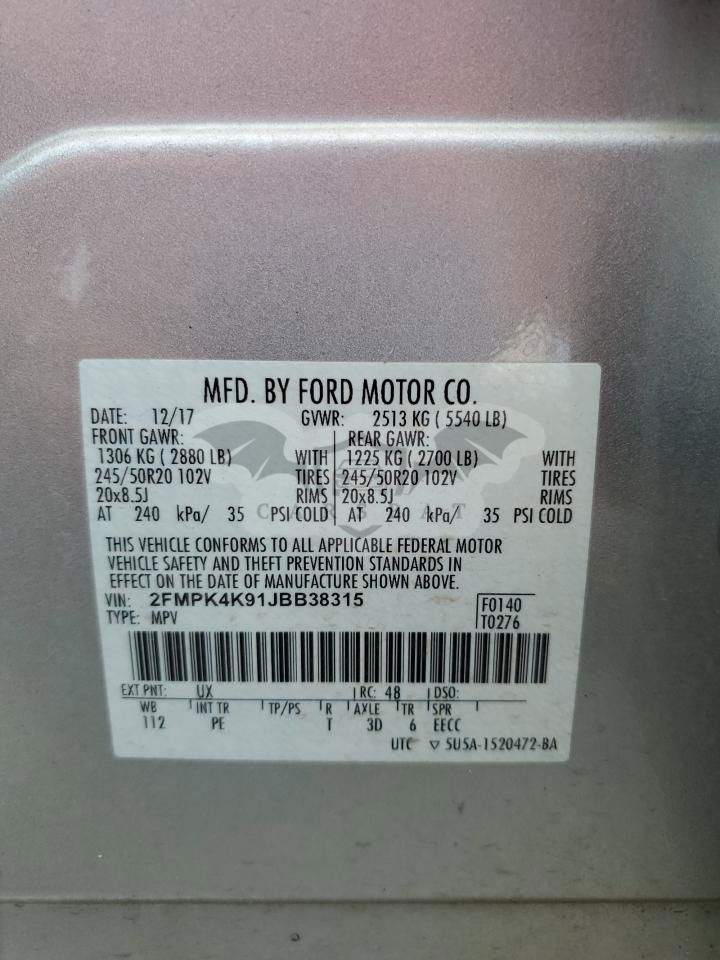 MFD. BY FORD MOTOR CO.
DATE: 12/17 GVWR: 2513 KG ( 5540 LB)
FRONT GAWR: REAR GAWR:
1306 KG ( 2880 LB) WITH 1225 KG ( 2700 LB) WITH
245/50R20 102V TIRES 245/50R20 102V TIRES
20x8.5J RIMS 20x8.5J RIMS
AT 240 kPa/ 35 PSI COLD AT 240 kPa/ 35 PSI COLD
THIS VEHICLE CONFORMS TO ALL APPLICABLE FEDERAL MOTOR
VEHICLE SAFETY AND THEFT PREVENTION STANDARDS IN
EFFECT ON THE DATE OF MANUFACTURE SHOWN ABOVE.
VIN: 2FMPK4K91JBB38315 F0140
TYPE: MPV T0276
EXT PNT: UX RC: 48 DSO:
WB INT TR TP/PS R AXLE TR SPR
112 PE T 3D 6 EECC
UTC ▽ 5U5A-1520472-BA